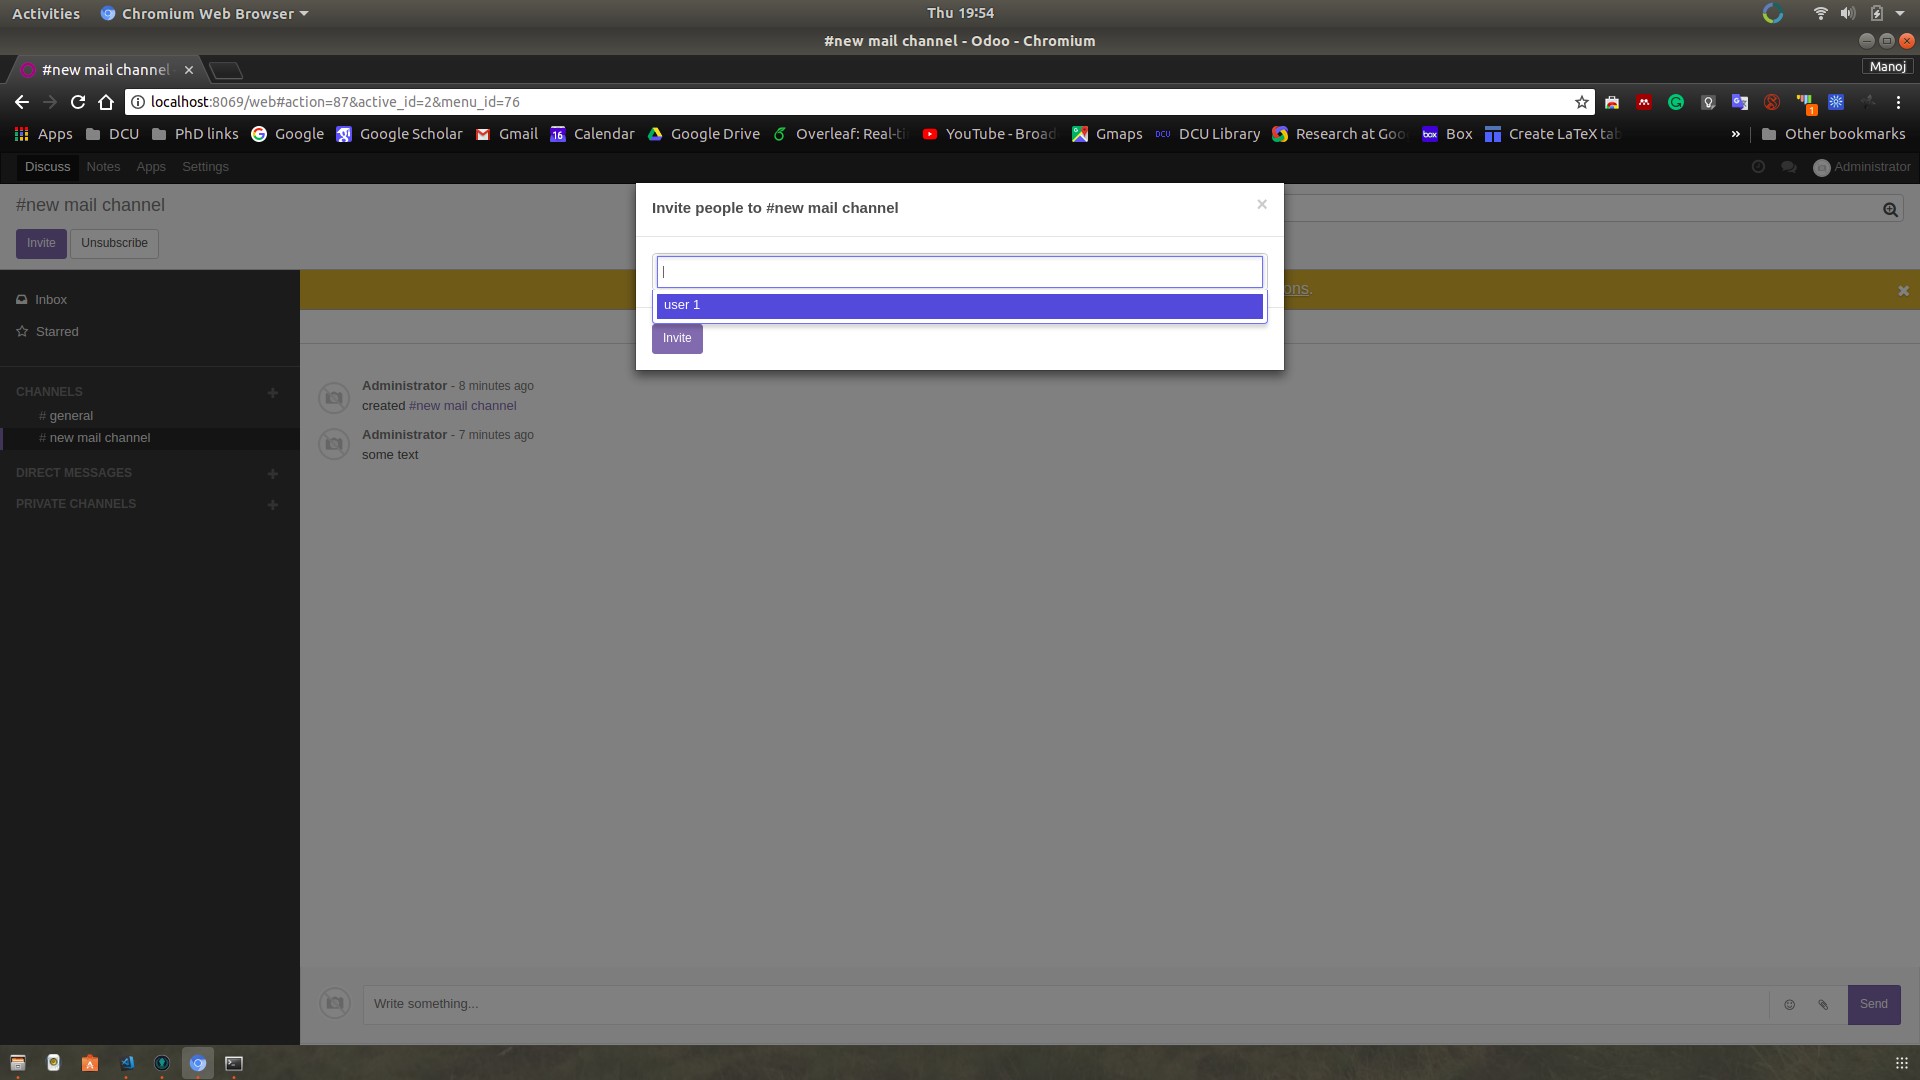 Activities Chromium Web Browser Thu 19:54
#new mail channel - Odoo - Chromium
#new mail channel Manoj
localhost:8069/web#action=87&active_id=2&menu_id=76
Apps DCU PhD links Google Google Scholar Gmail 16 Calendar Google Drive Overleaf: Real-ti YouTube - Broad Gmaps DCU DCU Library Research at Goo box Box Create LaTeX tab » Other bookmarks
Discuss Notes Apps Settings Administrator
#new mail channel
Invite Unsubscribe
Invite people to #new mail channel ×
user 1
Invite
ons.
Inbox
Starred
CHANNELS
# general
# new mail channel
DIRECT MESSAGES
PRIVATE CHANNELS
Administrator - 8 minutes ago
created #new mail channel
Administrator - 7 minutes ago
some text
Write something...
Send
1